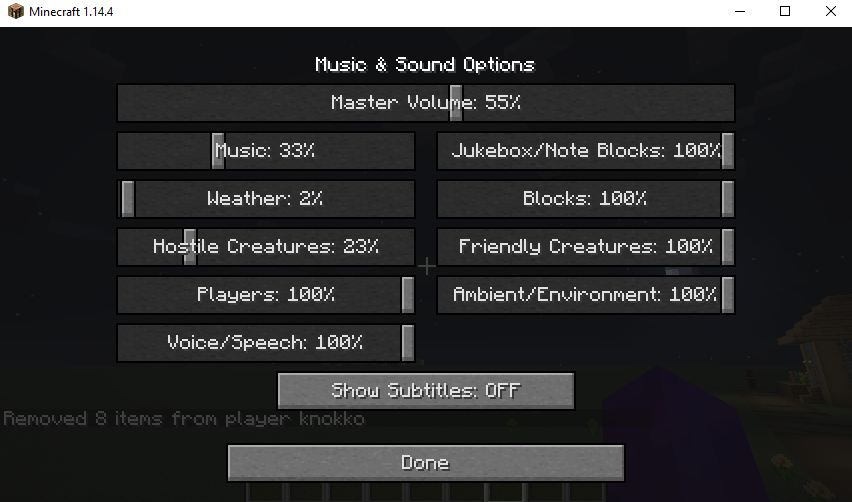 Minecraft 1.14.4
Music & Sound Options
Master Volume: 55%
Music: 33%
Jukebox/Note Blocks: 100%
Weather: 2%
Blocks: 100%
Hostile Creatures: 23%
Friendly Creatures: 100%
Players: 100%
Ambient/Environment: 100%
Voice/Speech: 100%
Show Subtitles: OFF
Removed 8 items from player knokko
Done